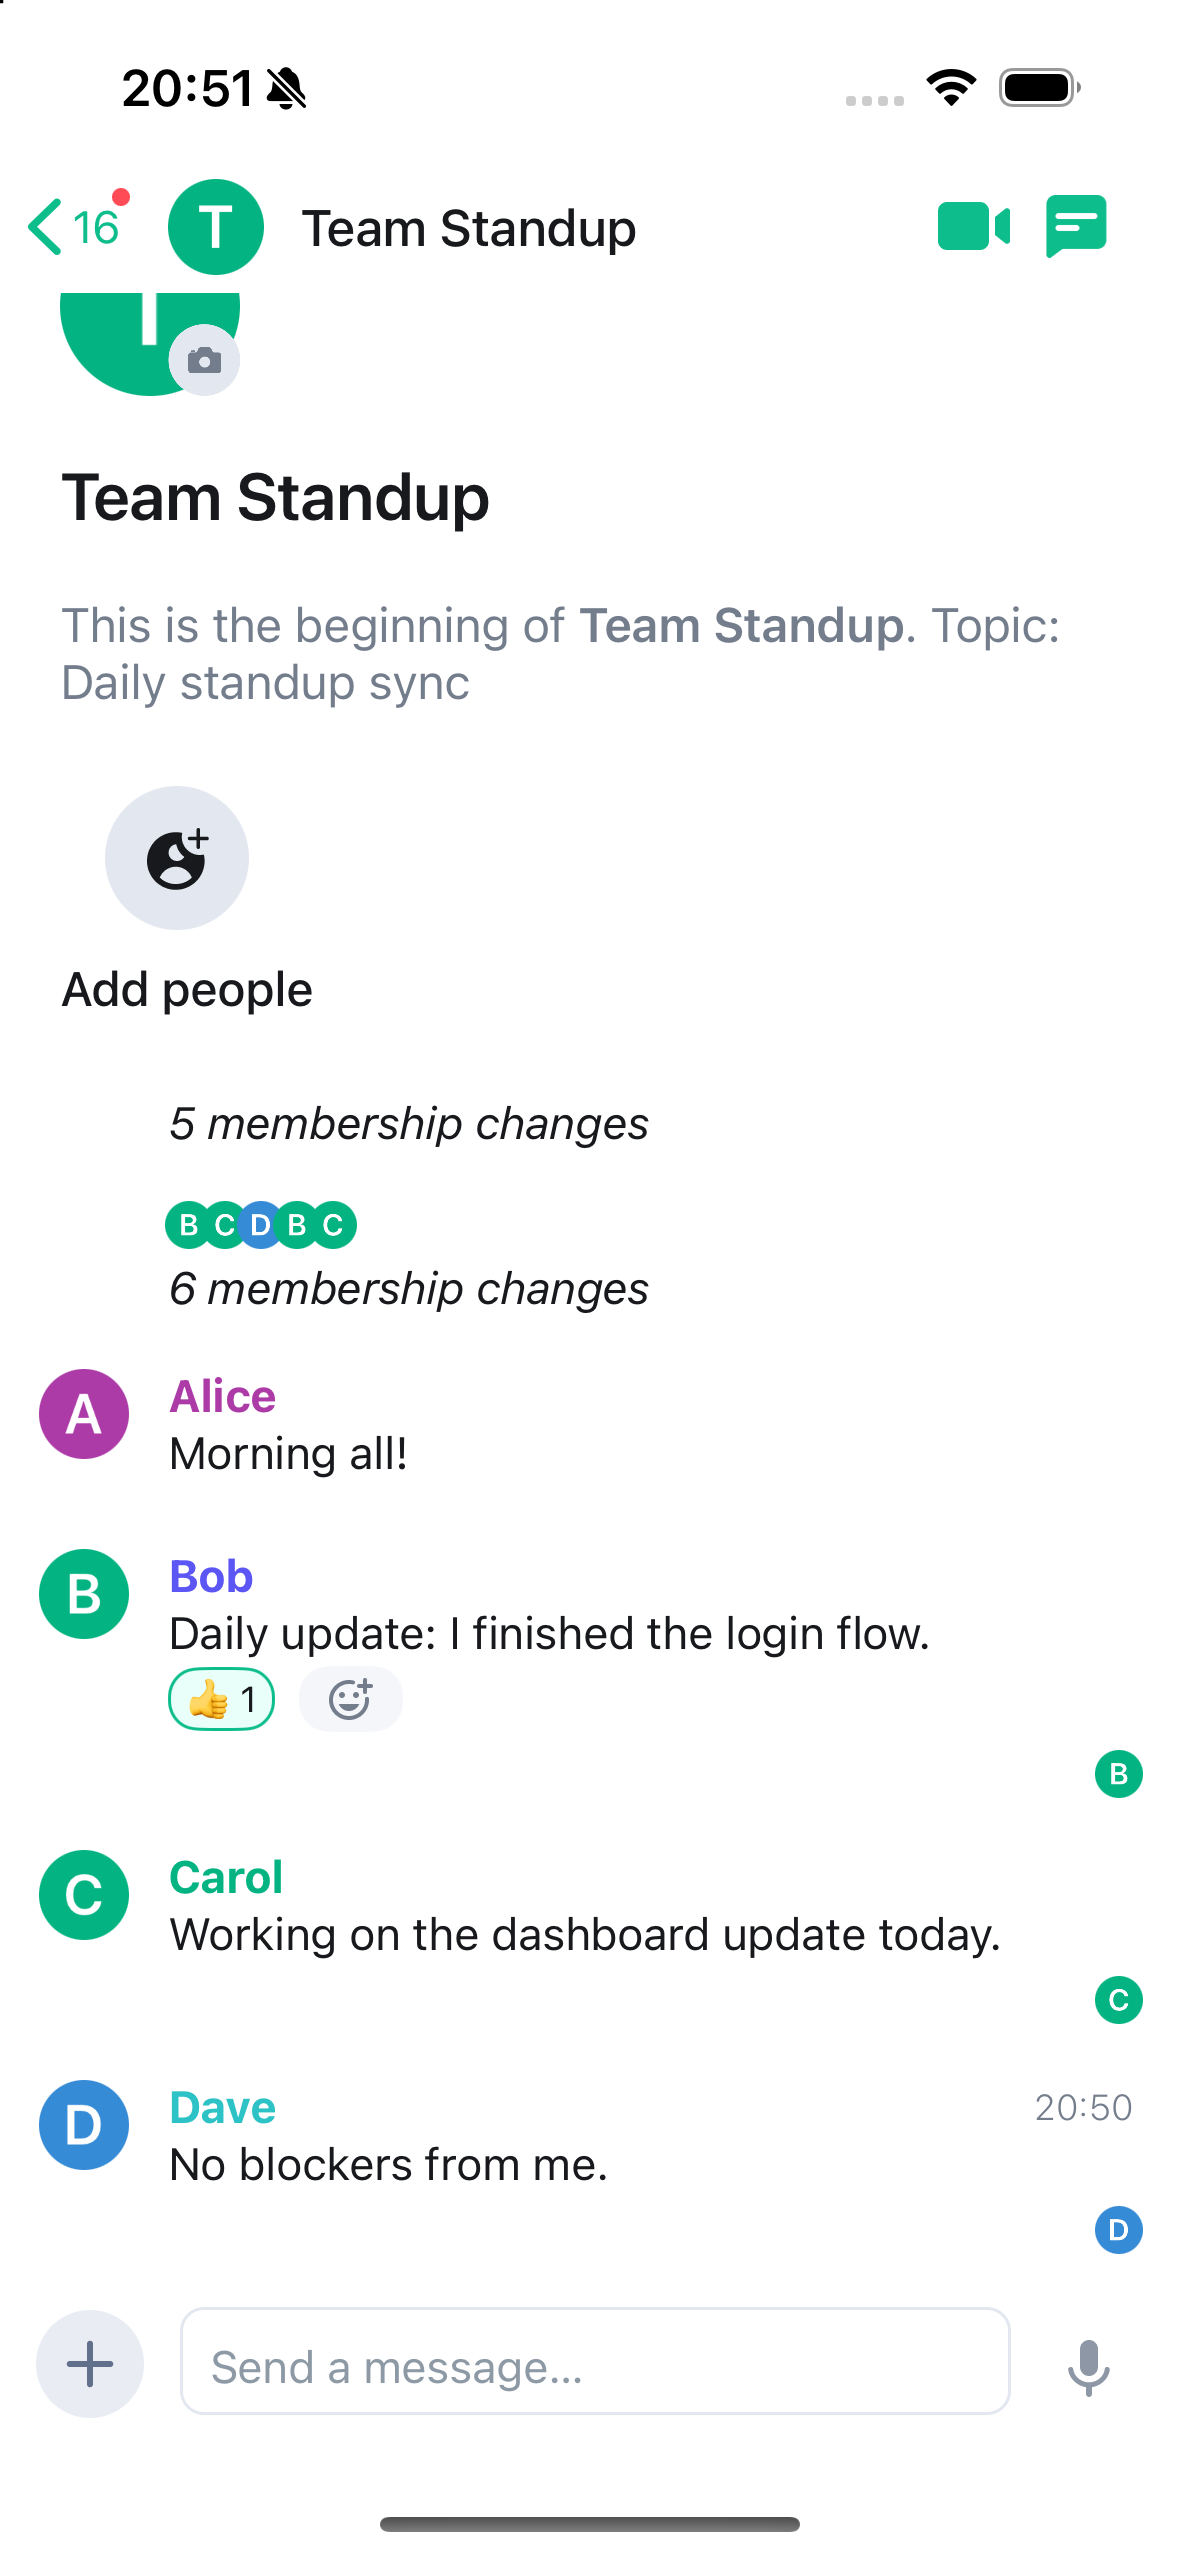 20:51
16
T
Team Standup
T
Team Standup
This is the beginning of Team Standup. Topic:
Daily standup sync
Add people
5 membership changes
B C D B C
6 membership changes
A
Alice
Morning all!
B
Bob
Daily update: I finished the login flow.
👍 1
B
C
Carol
Working on the dashboard update today.
C
D
Dave
20:50
No blockers from me.
D
Send a message...